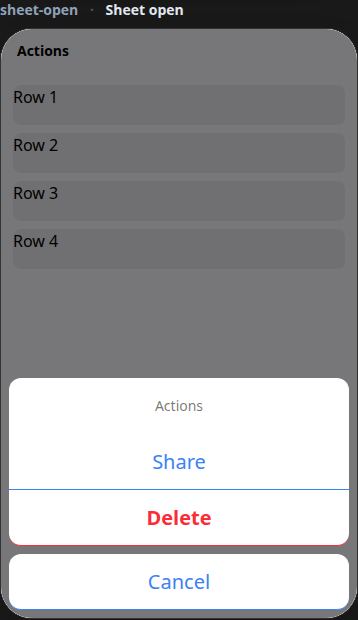 sheet-open · Sheet open
Actions
Row 1
Row 2
Row 3
Row 4
Actions
Share
Delete
Cancel